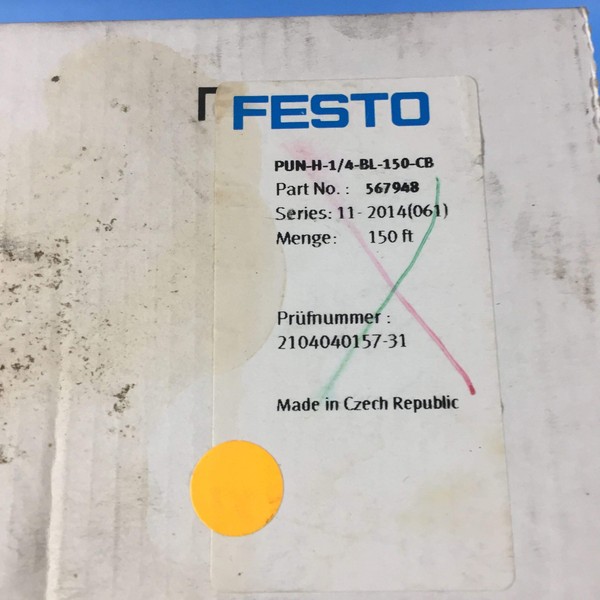 FESTO
PUN-H-1/4-BL-150-CB
Part No. : 567948
Series: 11- 2014(061)
Menge: 150 ft
Prüfnummer :
2104040157-31
Made in Czech Republic